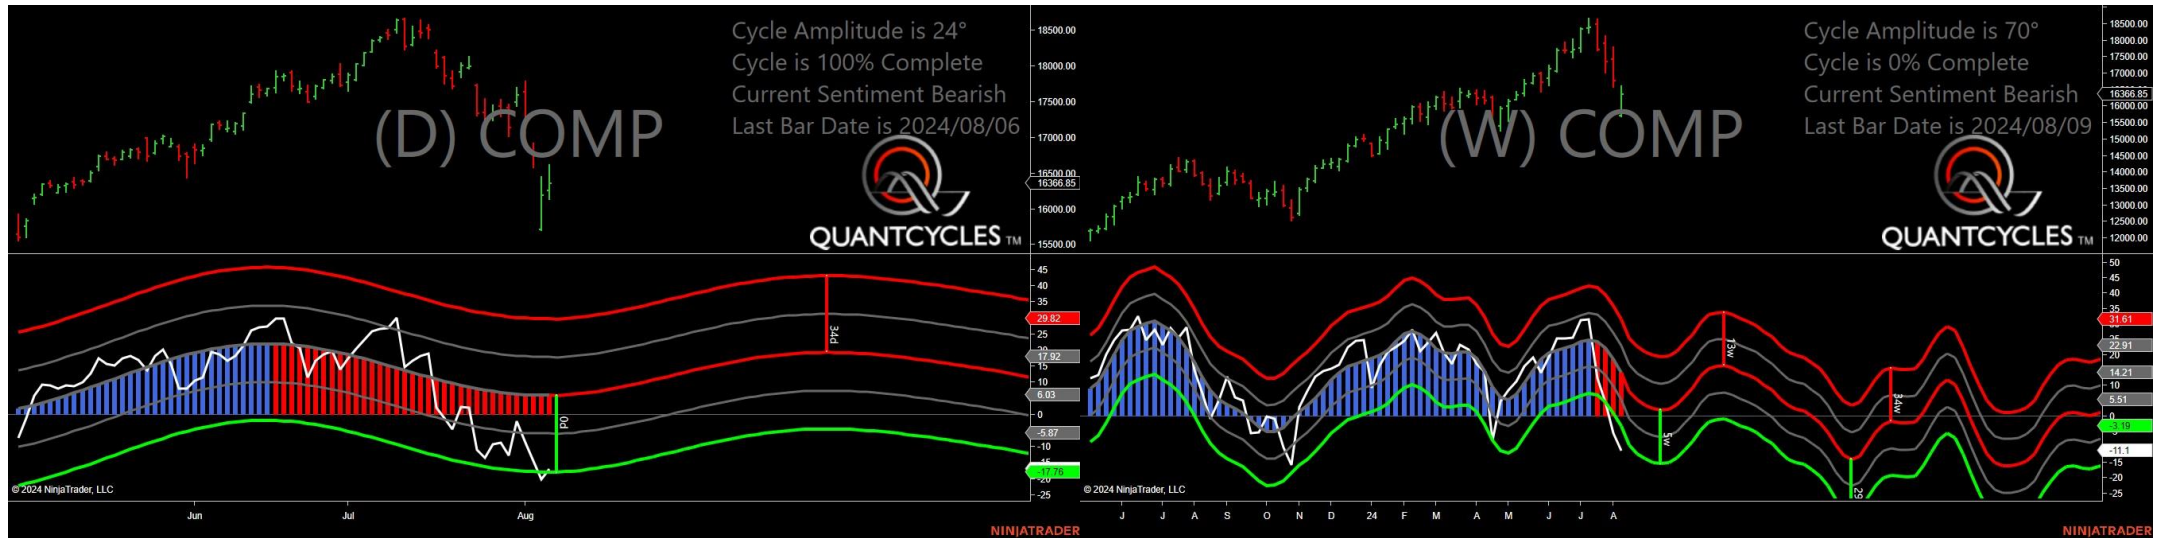 Cycle Amplitude is 24°
Cycle is 100% Complete
Current Sentiment Bearish
Last Bar Date is 2024/08/06
(D) COMP
QUANTCYCLES TM
18500.00
18000.00
17500.00
17000.00
16500.00
16366.85
16000.00
15500.00
45
40
35
29.82
25
17.92
15
10
6.03
0
-5.87
-10
-17.76
-20
-25
34d
0d
© 2024 NinjaTrader, LLC
Jun
Jul
Aug
NINJATRADER
Cycle Amplitude is 70°
Cycle is 0% Complete
Current Sentiment Bearish
Last Bar Date is 2024/08/09
(W) COMP
QUANTCYCLES TM
18500.00
18000.00
17500.00
17000.00
16366.85
16000.00
15500.00
15000.00
14500.00
14000.00
13500.00
13000.00
12500.00
12000.00
50
45
40
35
31.61
22.91
20
14.21
10
5.51
0
-3.19
-11.1
-15
-20
-25
13w
34w
5w
29
© 2024 NinjaTrader, LLC
J
J
A
S
O
N
D
24
F
M
A
M
J
J
A
NINJATRADER